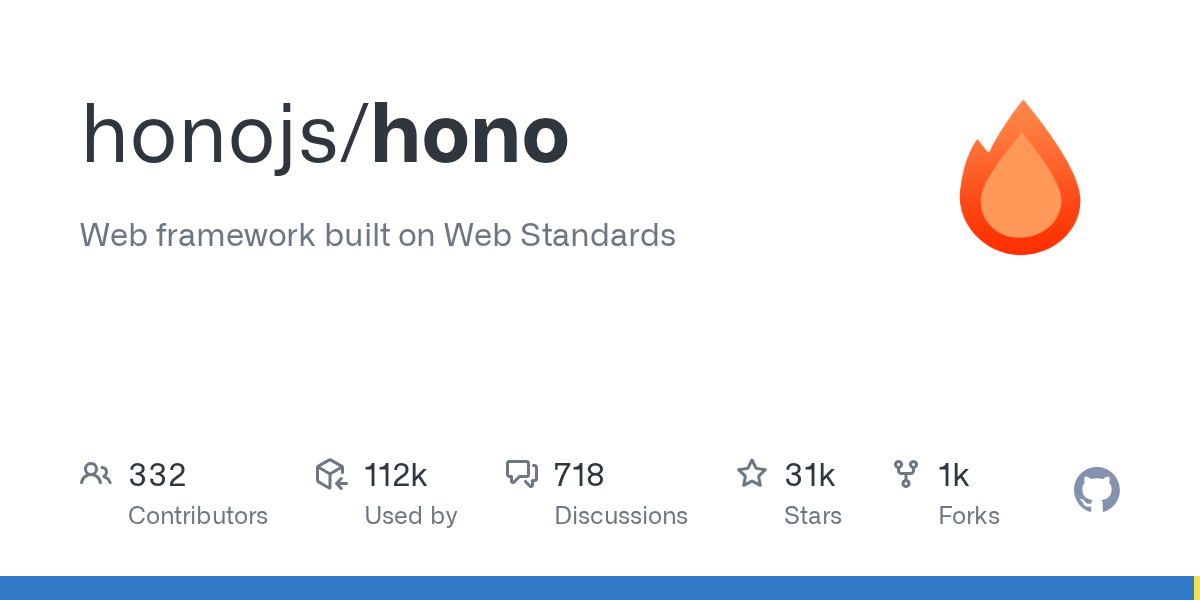 honojs/hono
Web framework built on Web Standards
332 112k 718 31k 1k
Contributors Used by Discussions Stars Forks